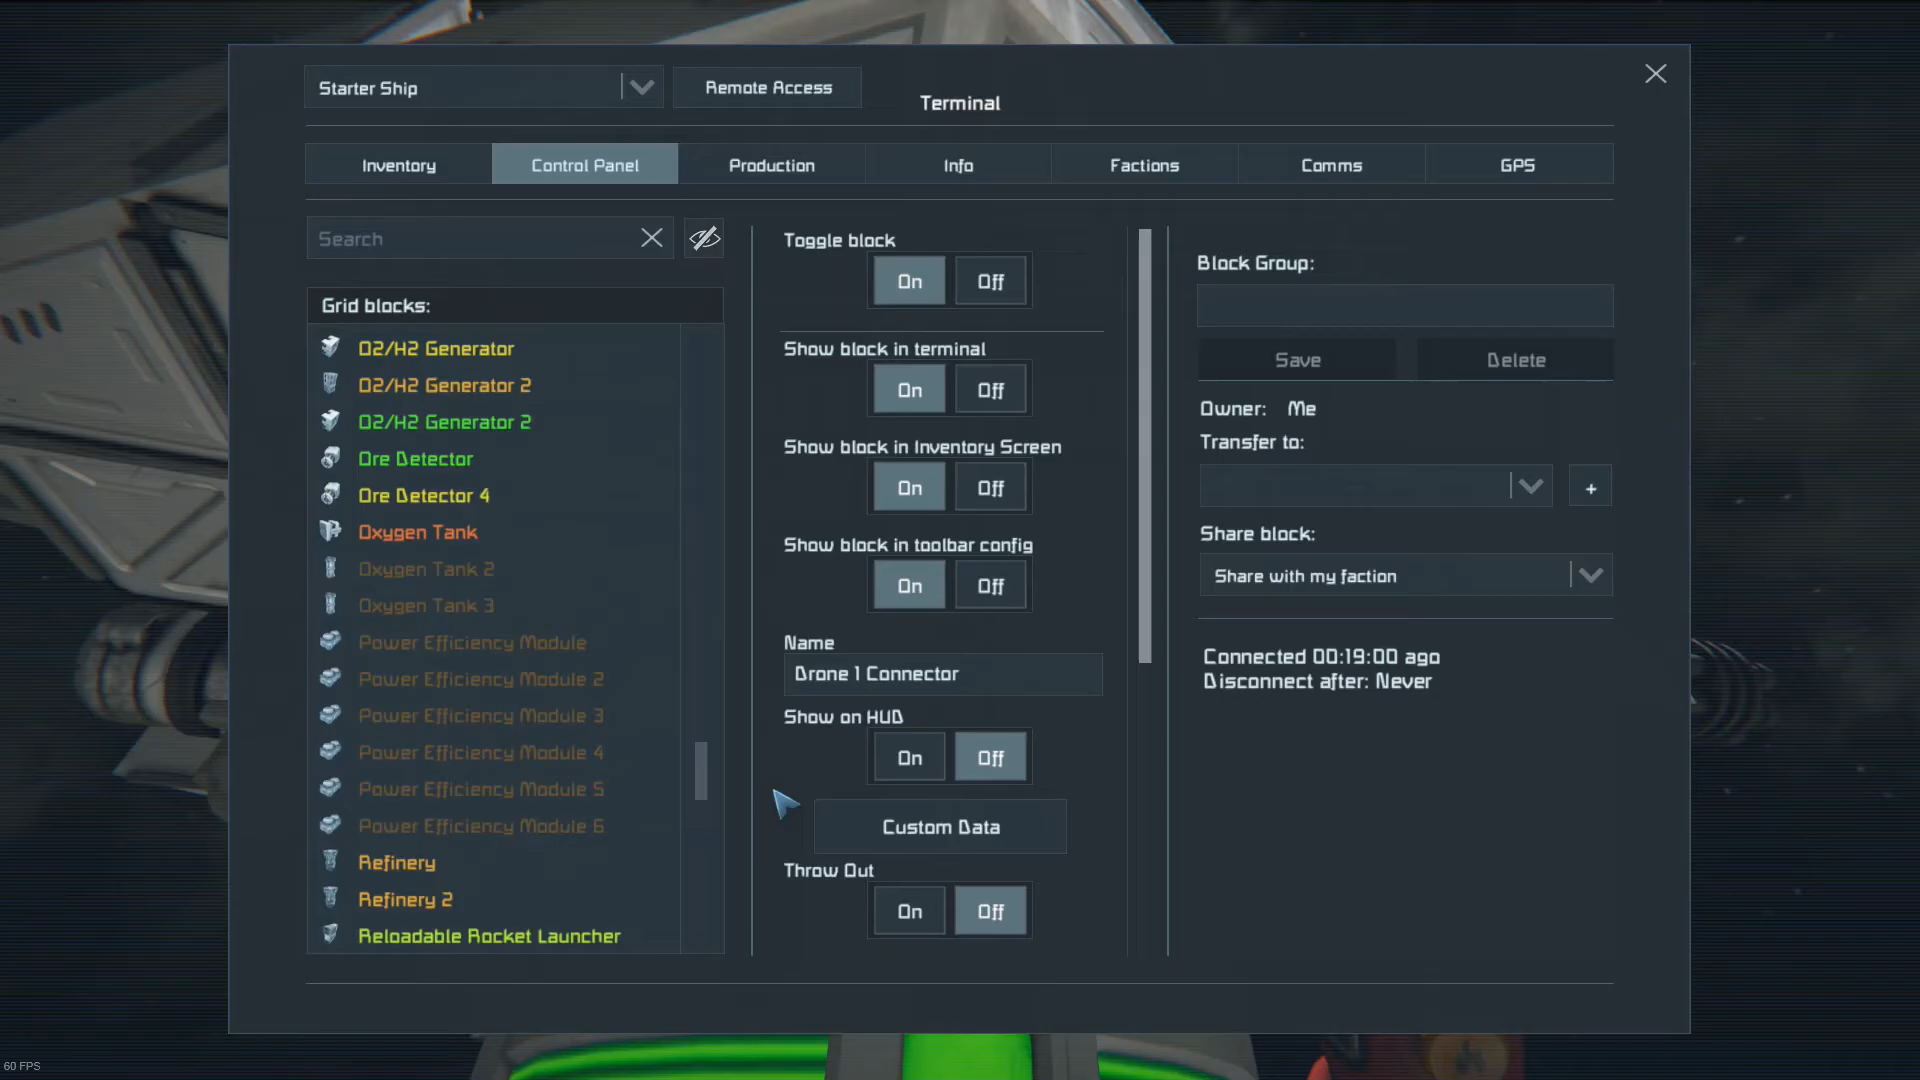 Starter Ship
Remote Access
Terminal
Inventory
Control Panel
Production
Info
Factions
Comms
GPS
Search
Grid blocks:
O2/H2 Generator
O2/H2 Generator 2
O2/H2 Generator 2
Ore Detector
Ore Detector 4
Oxygen Tank
Oxygen Tank 2
Oxygen Tank 3
Power Efficiency Module
Power Efficiency Module 2
Power Efficiency Module 3
Power Efficiency Module 4
Power Efficiency Module 5
Power Efficiency Module 6
Refinery
Refinery 2
Reloadable Rocket Launcher
Toggle block
On Off
Show block in terminal
On Off
Show block in Inventory Screen
On Off
Show block in toolbar config
On Off
Name
Drone 1 Connector
Show on HUD
On Off
Custom Data
Throw Out
On Off
Block Group:
Save
Delete
Owner: Me
Transfer to:
+
Share block:
Share with my faction
Connected 00:19:00 ago
Disconnect after: Never
60 FPS